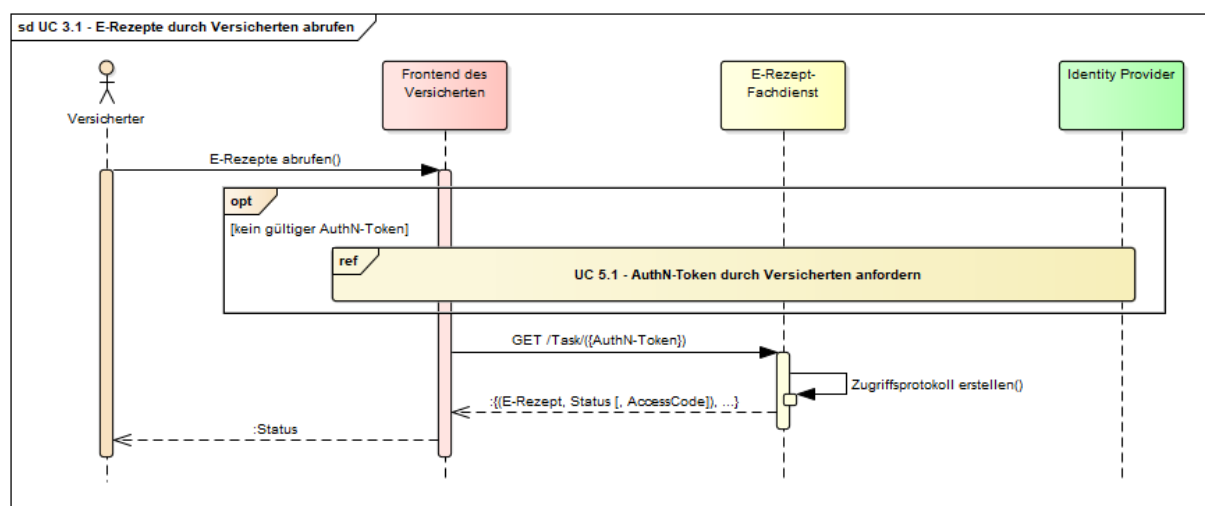 sd UC 3.1 - E-Rezepte durch Versicherten abrufen
Versicherter
Frontend des
Versicherten
E-Rezept-
Fachdienst
Identity Provider
E-Rezepte abrufen()
opt
[kein gültiger AuthN-Token]
ref
UC 5.1 - AuthN-Token durch Versicherten anfordern
GET /Task/({AuthN-Token})
Zugriffsprotokoll erstellen()
:{(E-Rezept, Status [, AccessCode]), ...}
:Status